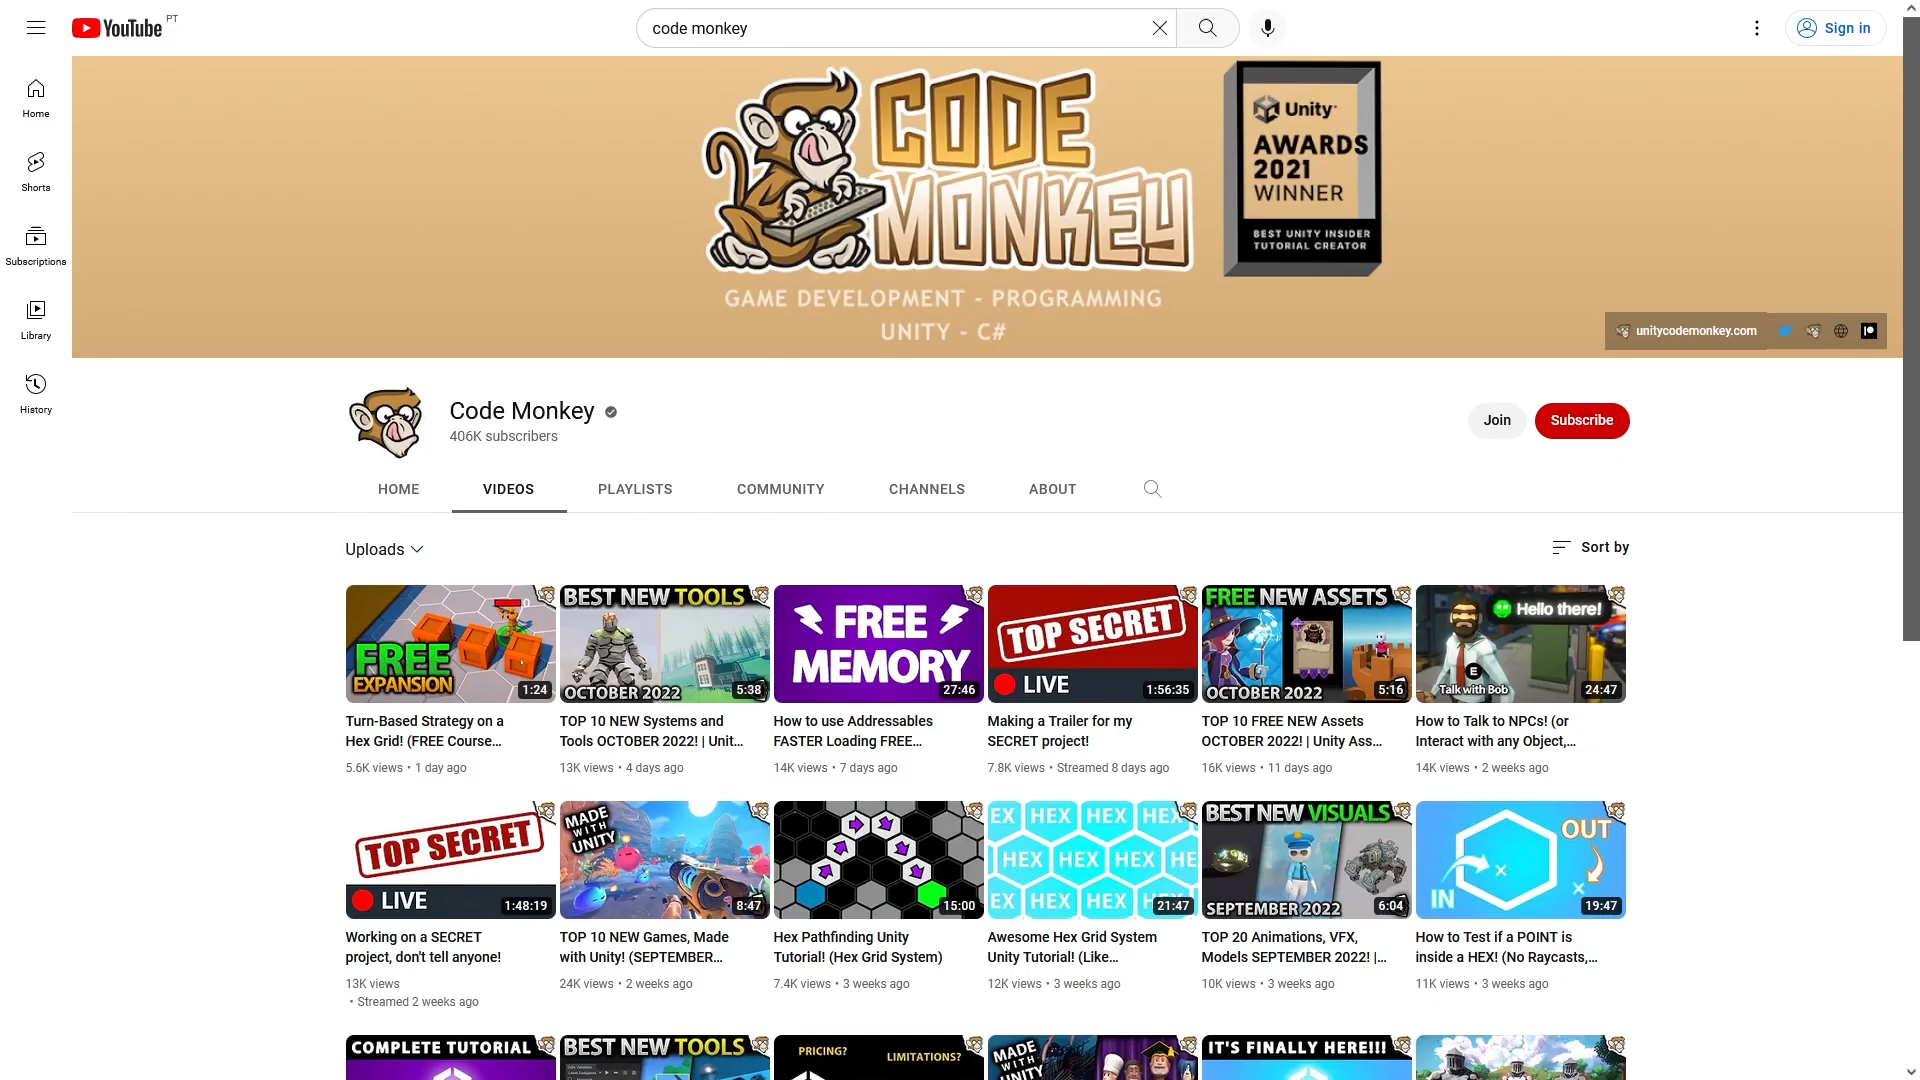 YouTube PT
code monkey
Sign in
Home
Shorts
Subscriptions
Library
History
CODE
MONKEY
GAME DEVELOPMENT - PROGRAMMING
UNITY - C#
Unity
AWARDS
2021
WINNER
BEST UNITY INSIDER
TUTORIAL CREATOR
unitycodemonkey.com
Code Monkey
406K subscribers
Join
Subscribe
HOME
VIDEOS
PLAYLISTS
COMMUNITY
CHANNELS
ABOUT
Uploads
Sort by
FREE
EXPANSION
1:24
Turn-Based Strategy on a
Hex Grid! (FREE Course...
5.6K views • 1 day ago
BEST NEW TOOLS
OCTOBER 2022
5:38
TOP 10 NEW Systems and
Tools OCTOBER 2022! | Unit...
13K views • 4 days ago
FREE
MEMORY
27:46
How to use Addressables
FASTER Loading FREE...
14K views • 7 days ago
TOP SECRET
LIVE
1:56:35
Making a Trailer for my
SECRET project!
7.8K views • Streamed 8 days ago
FREE NEW ASSETS
OCTOBER 2022
5:16
TOP 10 FREE NEW Assets
OCTOBER 2022! | Unity Ass...
16K views • 11 days ago
Hello there!
E
Talk with Bob
24:47
How to Talk to NPCs! (or
Interact with any Object,...
14K views • 2 weeks ago
TOP SECRET
LIVE
1:48:19
Working on a SECRET
project, don't tell anyone!
13K views
• Streamed 2 weeks ago
MADE
WITH
UNITY
8:47
TOP 10 NEW Games, Made
with Unity! (SEPTEMBER...
24K views • 2 weeks ago
15:00
Hex Pathfinding Unity
Tutorial! (Hex Grid System)
7.4K views • 3 weeks ago
EX HEX HEX HEX
HEX HEX HEX HE
EX HEX HEX H
21:47
Awesome Hex Grid System
Unity Tutorial! (Like...
12K views • 3 weeks ago
BEST NEW VISUALS
SEPTEMBER 2022
6:04
TOP 20 Animations, VFX,
Models SEPTEMBER 2022! |...
10K views • 3 weeks ago
OUT
IN
19:47
How to Test if a POINT is
inside a HEX! (No Raycasts,...
11K views • 3 weeks ago
COMPLETE TUTORIAL
BEST NEW TOOLS
PRICING?
LIMITATIONS?
MADE
WITH
UNITY
IT'S FINALLY HERE!!!